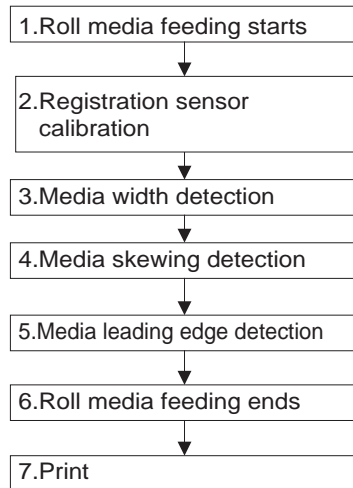 1.Roll media feeding starts
2.Registration sensor
calibration
3.Media width detection
4.Media skewing detection
5.Media leading edge detection
6.Roll media feeding ends
7.Print